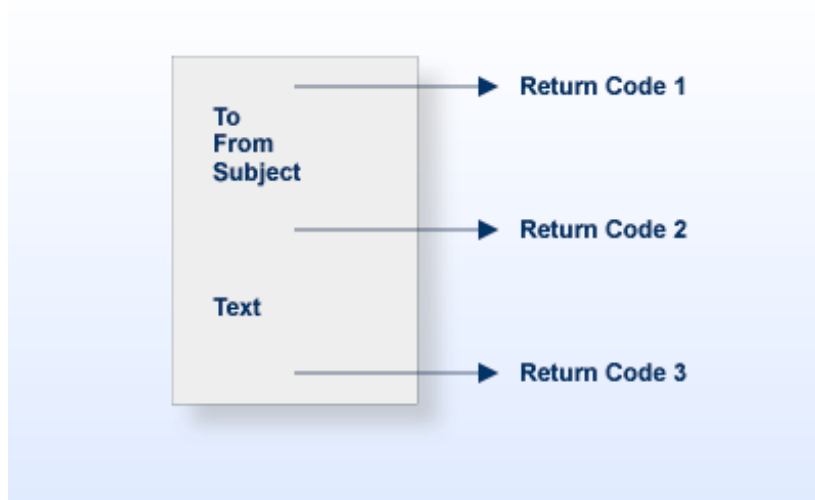 Return Code 1
To
From
Subject
Return Code 2
Text
Return Code 3